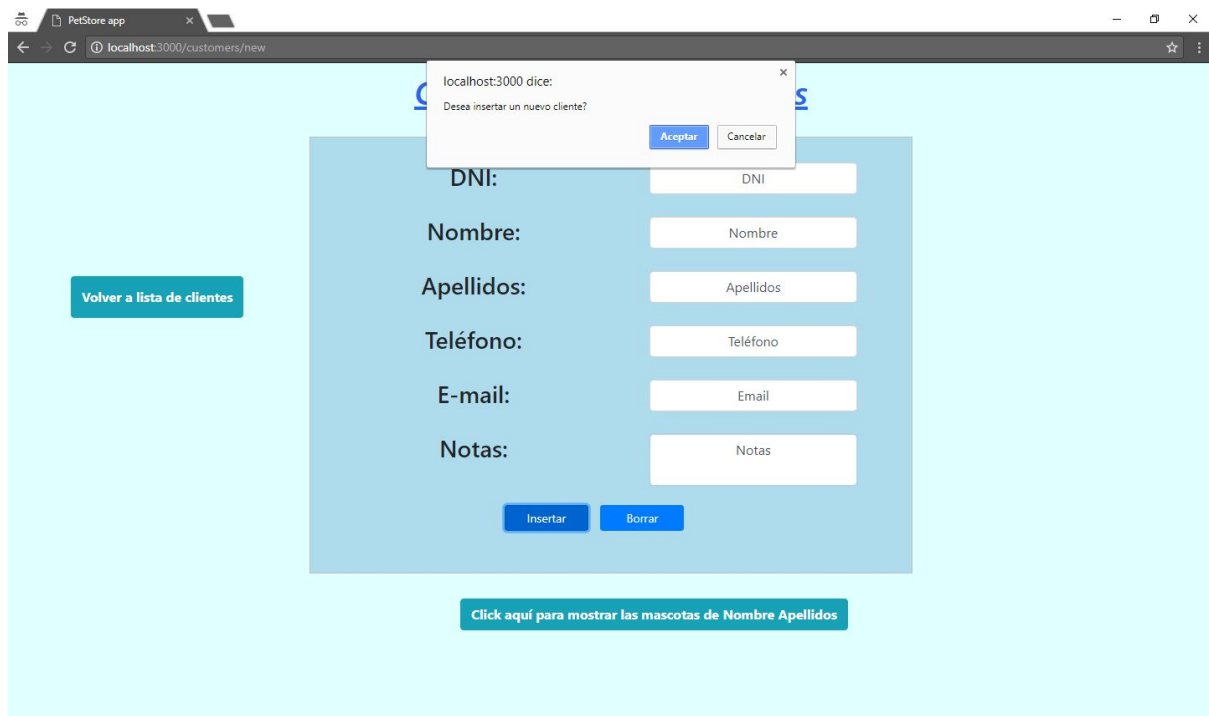 PetStore app
localhost:3000/customers/new
localhost:3000 dice:
Desea insertar un nuevo cliente?
Aceptar Cancelar
DNI: DNI
Nombre: Nombre
Apellidos: Apellidos
Volver a lista de clientes
Teléfono: Teléfono
E-mail: Email
Notas: Notas
Insertar Borrar
Click aquí para mostrar las mascotas de Nombre Apellidos